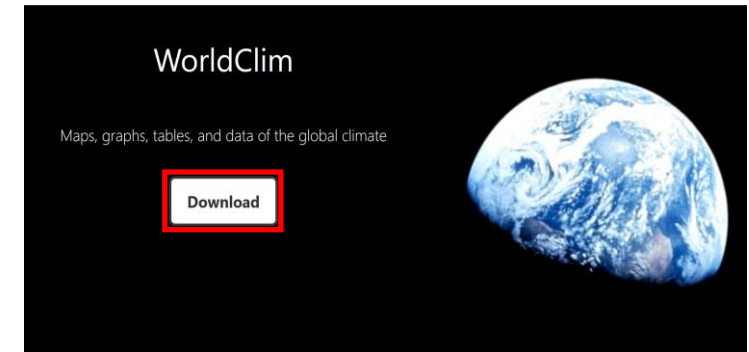 WorldClim
Maps, graphs, tables, and data of the global climate
Download